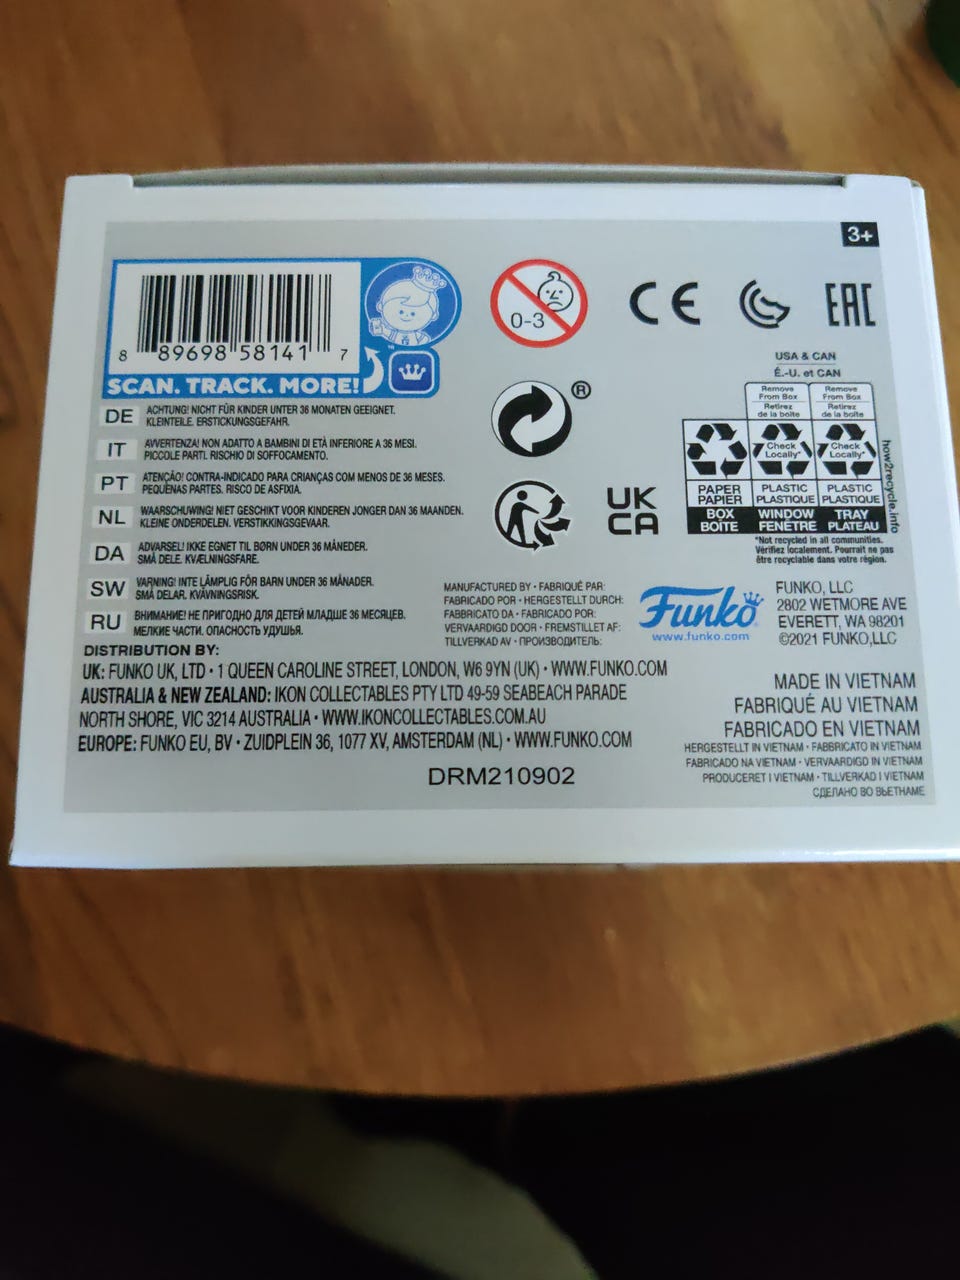 3+
8 89698 58141 7
SCAN. TRACK. MORE!
TM
0-3
CE
EAC
®
UK
CA
USA & CAN
É.-U. et CAN
Remove From Box Retirez de la boîte
Remove From Box Retirez de la boîte
Check Locally*
Check Locally*
PAPER PAPIER
PLASTIC PLASTIQUE
PLASTIC PLASTIQUE
BOX BOÎTE
WINDOW FENÊTRE
TRAY PLATEAU
how2recycle.info
*Not recycled in all communities.
Vérifiez localement. Pourrait ne pas
être recyclable dans votre région.
DE ACHTUNG! NICHT FÜR KINDER UNTER 36 MONATEN GEEIGNET.
KLEINTEILE. ERSTICKUNGSGEFAHR.
IT AVVERTENZA! NON ADATTO A BAMBINI DI ETÀ INFERIORE A 36 MESI.
PICCOLE PARTI. RISCHIO DI SOFFOCAMENTO.
PT ATENÇÃO! CONTRA-INDICADO PARA CRIANÇAS COM MENOS DE 36 MESES.
PEQUENAS PARTES. RISCO DE ASFIXIA.
NL WAARSCHUWING! NIET GESCHIKT VOOR KINDEREN JONGER DAN 36 MAANDEN.
KLEINE ONDERDELEN. VERSTIKKINGSGEVAAR.
DA ADVARSEL! IKKE EGNET TIL BØRN UNDER 36 MÅNEDER.
SMÅ DELE. KVÆLNINGSFARE.
SW VARNING! INTE LÄMPLIG FÖR BARN UNDER 36 MÅNADER.
SMÅ DELAR. KVÄVNINGSRISK.
RU ВНИМАНИЕ! НЕ ПРИГОДНО ДЛЯ ДЕТЕЙ МЛАДШЕ 36 МЕСЯЦЕВ.
МЕЛКИЕ ЧАСТИ. ОПАСНОСТЬ УДУШЬЯ.
MANUFACTURED BY • FABRIQUÉ PAR:
FABRICADO POR • HERGESTELLT DURCH:
FABBRICATO DA • FABRICADO POR:
VERVAARDIGD DOOR • FREMSTILLET AF:
TILLVERKAD AV • ПРОИЗВОДИТЕЛЬ:
Funko
www.funko.com
FUNKO, LLC
2802 WETMORE AVE
EVERETT, WA 98201
©2021 FUNKO,LLC
DISTRIBUTION BY:
UK: FUNKO UK, LTD • 1 QUEEN CAROLINE STREET, LONDON, W6 9YN (UK) • WWW.FUNKO.COM
AUSTRALIA & NEW ZEALAND: IKON COLLECTABLES PTY LTD 49-59 SEABEACH PARADE
NORTH SHORE, VIC 3214 AUSTRALIA • WWW.IKONCOLLECTABLES.COM.AU
EUROPE: FUNKO EU, BV • ZUIDPLEIN 36, 1077 XV, AMSTERDAM (NL) • WWW.FUNKO.COM
DRM210902
MADE IN VIETNAM
FABRIQUÉ AU VIETNAM
FABRICADO EN VIETNAM
HERGESTELLT IN VIETNAM • FABBRICATO IN VIETNAM
FABRICADO NA VIETNAM • VERVAARDIGD IN VIETNAM
PRODUCERET I VIETNAM • TILLVERKAD I VIETNAM
СДЕЛАНО ВО ВЬЕТНАМЕ